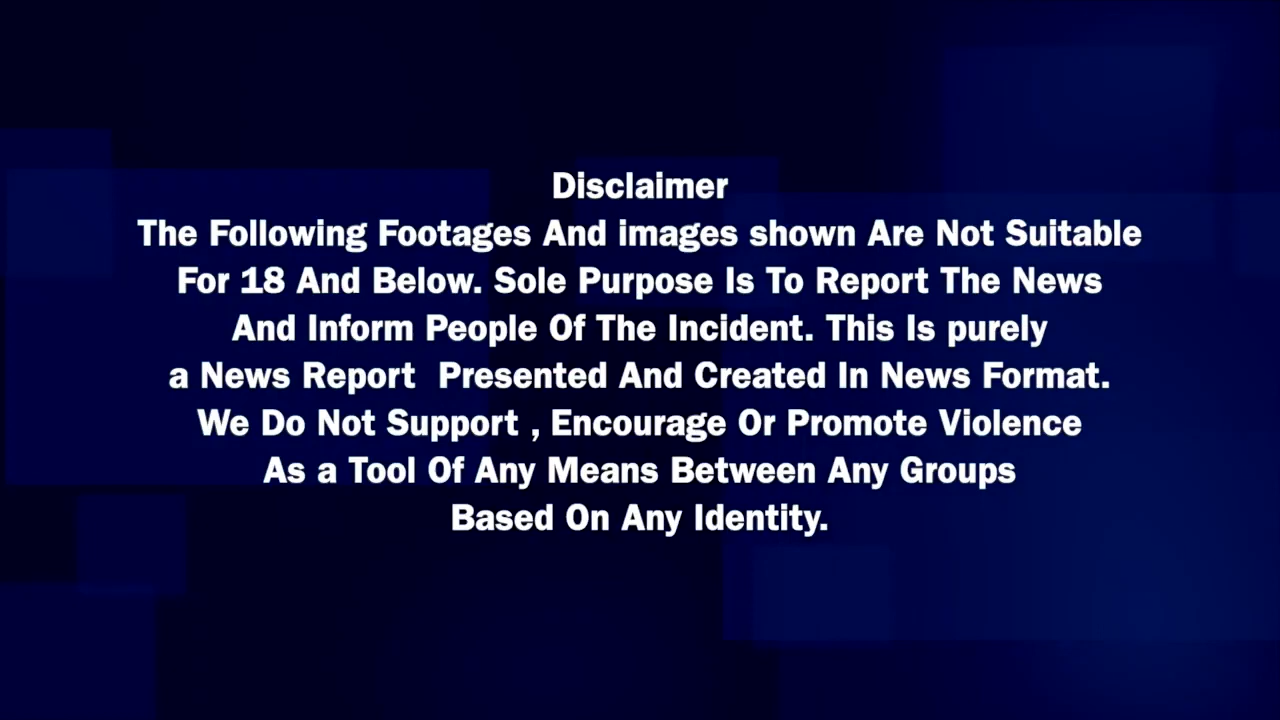 Disclaimer
The Following Footages And images shown Are Not Suitable
For 18 And Below. Sole Purpose Is To Report The News
And Inform People Of The Incident. This Is purely
a News Report  Presented And Created In News Format.
We Do Not Support , Encourage Or Promote Violence
As a Tool Of Any Means Between Any Groups
Based On Any Identity.